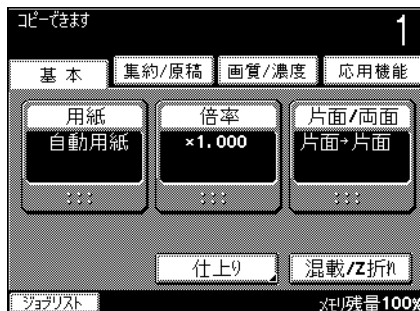 コピーできます
1
基本 集約/原稿 画質/濃度 応用機能
用紙 倍率 片面/両面
自動用紙 ×1.000 片面→片面
仕上り 混載/Z折れ
ジョブリスト ﾒﾓﾘ残量100%